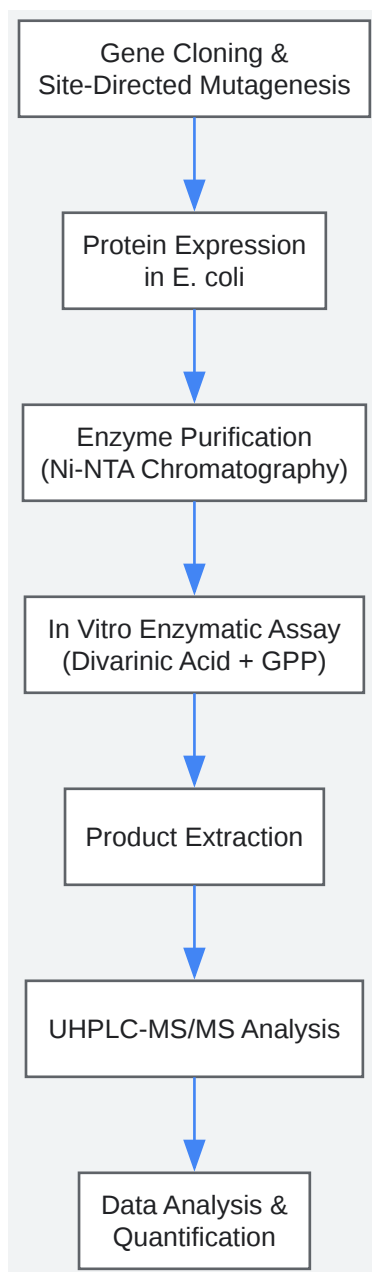 Gene Cloning &
Site-Directed Mutagenesis
Protein Expression
in E. coli
Enzyme Purification
(Ni-NTA Chromatography)
In Vitro Enzymatic Assay
(Divarinic Acid + GPP)
Product Extraction
UHPLC-MS/MS Analysis
Data Analysis &
Quantification